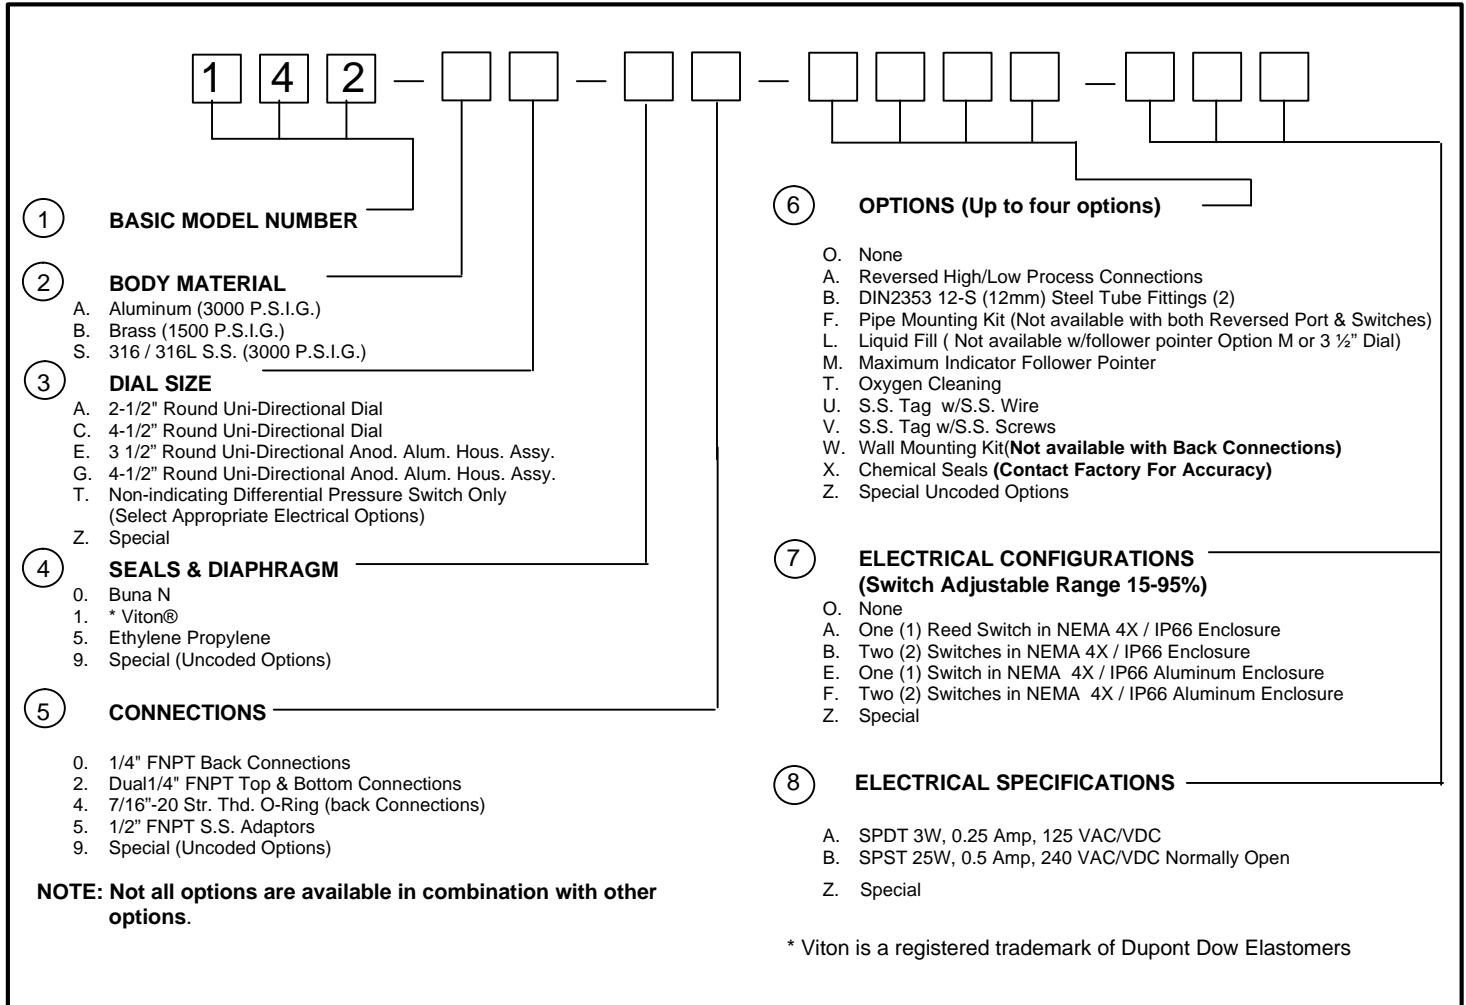 1 4 2 — — — —
1 BASIC MODEL NUMBER
2 BODY MATERIAL
A. Aluminum (3000 P.S.I.G.)
B. Brass (1500 P.S.I.G.)
S. 316 / 316L S.S. (3000 P.S.I.G.)
3 DIAL SIZE
A. 2-1/2" Round Uni-Directional Dial
C. 4-1/2” Round Uni-Directional Dial
E. 3 1/2” Round Uni-Directional Anod. Alum. Hous. Assy.
G. 4-1/2” Round Uni-Directional Anod. Alum. Hous. Assy.
T. Non-indicating Differential Pressure Switch Only
(Select Appropriate Electrical Options)
Z. Special
4 SEALS & DIAPHRAGM
0. Buna N
1. * Viton®
5. Ethylene Propylene
9. Special (Uncoded Options)
5 CONNECTIONS
0. 1/4" FNPT Back Connections
2. Dual1/4" FNPT Top & Bottom Connections
4. 7/16”-20 Str. Thd. O-Ring (back Connections)
5. 1/2” FNPT S.S. Adaptors
9. Special (Uncoded Options)
NOTE: Not all options are available in combination with other
options.
6 OPTIONS (Up to four options)
O. None
A. Reversed High/Low Process Connections
B. DIN2353 12-S (12mm) Steel Tube Fittings (2)
F. Pipe Mounting Kit (Not available with both Reversed Port & Switches)
L. Liquid Fill ( Not available w/follower pointer Option M or 3 ½” Dial)
M. Maximum Indicator Follower Pointer
T. Oxygen Cleaning
U. S.S. Tag w/S.S. Wire
V. S.S. Tag w/S.S. Screws
W. Wall Mounting Kit(Not available with Back Connections)
X. Chemical Seals (Contact Factory For Accuracy)
Z. Special Uncoded Options
7 ELECTRICAL CONFIGURATIONS
(Switch Adjustable Range 15-95%)
O. None
A. One (1) Reed Switch in NEMA 4X / IP66 Enclosure
B. Two (2) Switches in NEMA 4X / IP66 Enclosure
E. One (1) Switch in NEMA 4X / IP66 Aluminum Enclosure
F. Two (2) Switches in NEMA 4X / IP66 Aluminum Enclosure
Z. Special
8 ELECTRICAL SPECIFICATIONS
A. SPDT 3W, 0.25 Amp, 125 VAC/VDC
B. SPST 25W, 0.5 Amp, 240 VAC/VDC Normally Open
Z. Special
* Viton is a registered trademark of Dupont Dow Elastomers